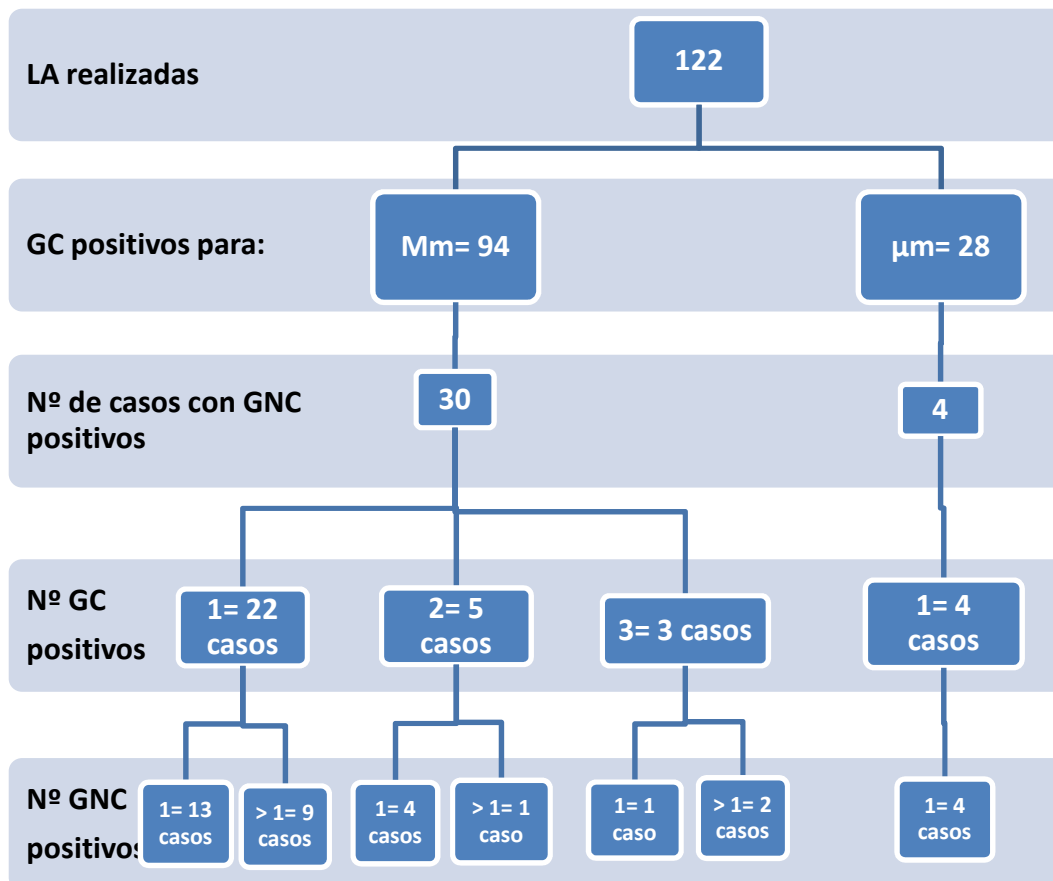 LA realizadas
122
GC positivos para:
Mm= 94
µm= 28
Nº de casos con GNC
positivos
30
4
Nº GC
positivos
1= 22
casos
2= 5
casos
3= 3 casos
1= 4
casos
Nº GNC
positivos
1= 13
casos
> 1= 9
casos
1= 4
casos
> 1= 1
caso
1= 1
caso
> 1= 2
casos
1= 4
casos